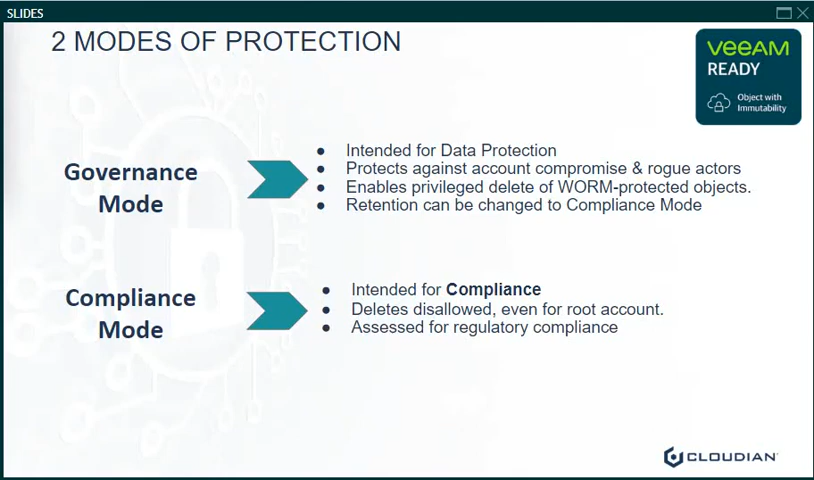 SLIDES
2 MODES OF PROTECTION
veeAM
READY
Object with
Immutability
Governance
Mode
● Intended for Data Protection
● Protects against account compromise & rogue actors
● Enables privileged delete of WORM-protected objects.
● Retention can be changed to Compliance Mode
Compliance
Mode
● Intended for Compliance
● Deletes disallowed, even for root account.
● Assessed for regulatory compliance
CLOUDIAN